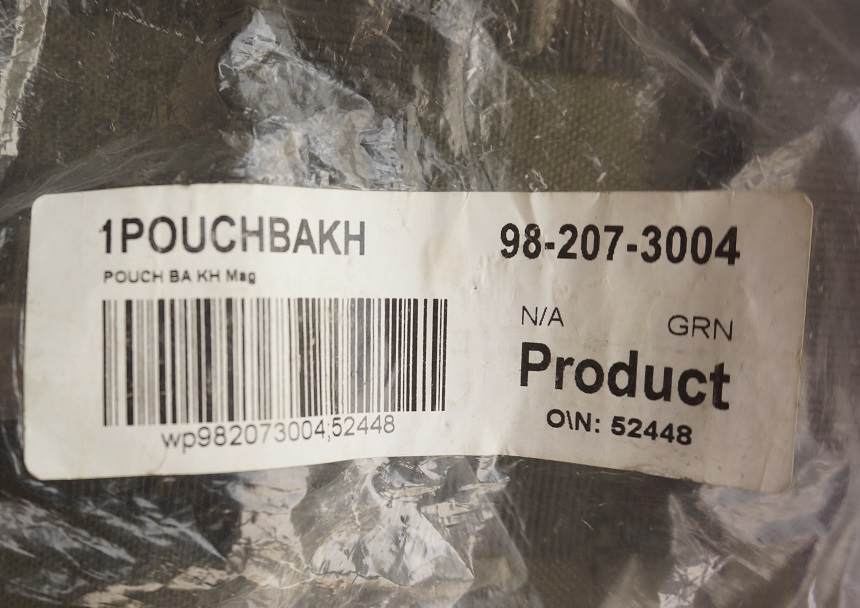 1POUCHBAKH
POUCH BA KH Mag
wp982073004;52448
98-207-3004
N/A GRN
Product
O\N: 52448